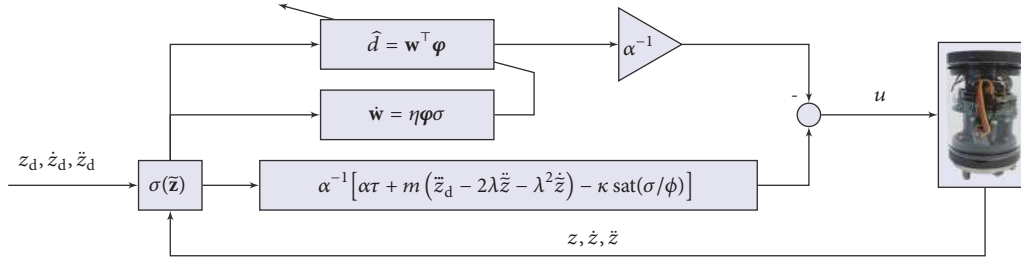 d̂ = w⊤φ
α⁻¹
ẇ = ηφσ
-
u
z_d, ż_d, z̈_d
σ(z̃)
α⁻¹[ατ + m (z⃛_d − 2λz̃̈ − λ²z̃̇) − κ sat(σ/ϕ)]
z, ż, z̈